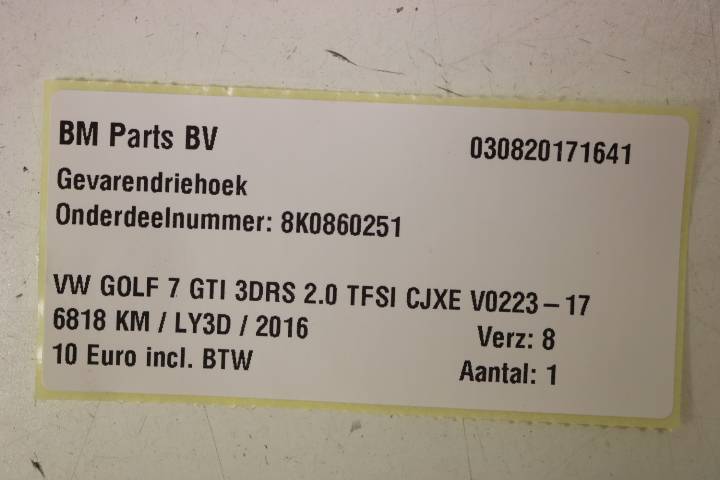 BM Parts BV 030820171641
Gevarendriehoek
Onderdeelnummer: 8K0860251
VW GOLF 7 GTI 3DRS 2.0 TFSI CJXE V0223-17
6818 KM / LY3D / 2016 Verz: 8
10 Euro incl. BTW Aantal: 1